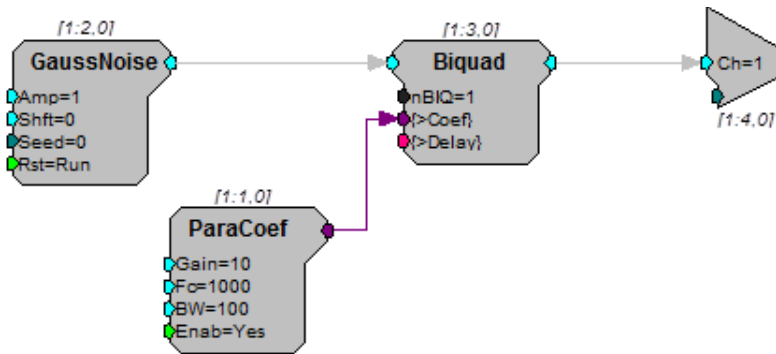 [1:2,0]
GaussNoise
Amp=1
Shft=0
Seed=0
Rst=Run
[1:3,0]
Biquad
nBIQ=1
{>Coef}
{>Delay}
Ch=1
[1:4,0]
[1:1,0]
ParaCoef
Gain=10
Fc=1000
BW=100
Enab=Yes